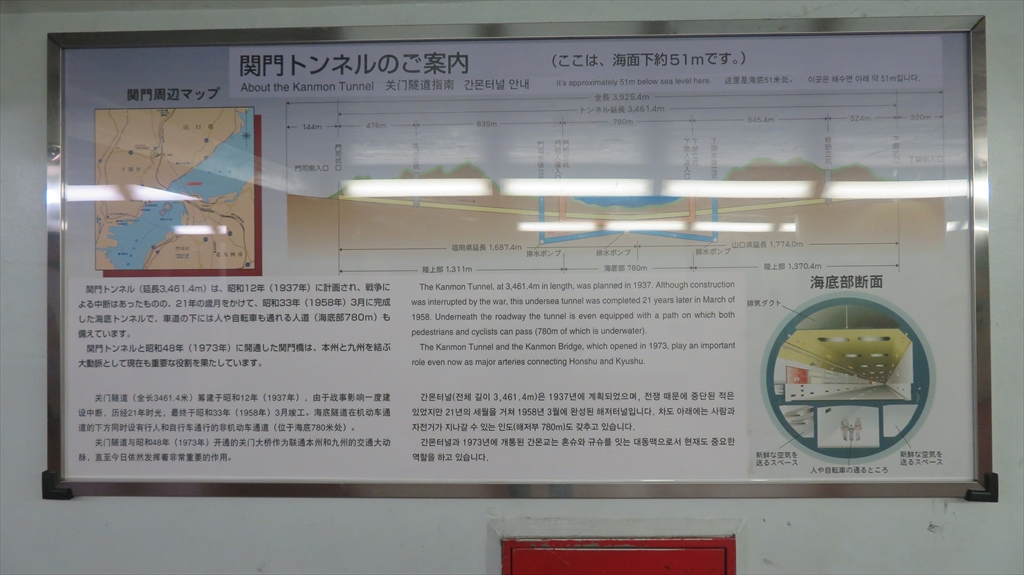 関門トンネルのご案内
(ここは、海面下約51mです。)
About the Kanmon Tunnel 关门隧道指南 간몬터널 안내
It's approximately 51m below sea level here 这里是海底51米处。 이곳은 해수면 아래 약 51m입니다.
関門周辺マップ
全長 3,925.4m
トンネル延長 3,461.4m
144m 476m 835m 780m 846.4m 524m 320m
門司側入口
下関側入口
福岡県延長 1,687.4m 山口県延長 1,774.0m
排水ポンプ 排水ポンプ
陸上部 1,311m 海底部 780m 陸上部 1,370.4m
関門トンネル(延長3,461.4m)は、昭和12年(1937年)に計画され、戦争に
よる中断はあったものの、21年の歳月をかけて、昭和33年(1958年)3月に完成
した海底トンネルで、車道の下には人や自転車も通れる人道(海底部780m)も
備えています。
関門トンネルと昭和48年(1973年)に開通した関門橋は、本州と九州を結ぶ
大動脈として現在も重要な役割を果たしています。
The Kanmon Tunnel, at 3,461.4m in length, was planned in 1937. Although construction
was interrupted by the war, this undersea tunnel was completed 21 years later in March of
1958. Underneath the roadway the tunnel is even equipped with a path on which both
pedestrians and cyclists can pass (780m of which is underwater).
The Kanmon Tunnel and the Kanmon Bridge, which opened in 1973, play an important
role even now as major arteries connecting Honshu and Kyushu.
关门隧道(全长3461.4米)筹建于昭和12年(1937年),由于战事影响一度建
设中断,历经21年时光,最终于昭和33年(1958年)3月竣工。海底隧道在机动车通
道的下方同时设有行人和自行车通行的非机动车通道(位于海底780米处)。
关门隧道与昭和48年(1973年)开通的关门大桥作为联通本州和九州的交通大动
脉,直至今日依然发挥着非常重要的作用。
간몬터널(전체 길이 3,461.4m)은 1937년에 계획되었으며, 전쟁 때문에 중단된 적은
있었지만 21년의 세월을 거쳐 1958년 3월에 완성된 해저터널입니다. 차도 아래에는 사람과
자전거가 지나갈 수 있는 인도(해저부 780m)도 갖추고 있습니다.
간몬터널과 1973년에 개통된 간몬교는 혼슈와 규슈를 잇는 대동맥으로서 현재도 중요한
역할을 하고 있습니다.
海底部断面
排気ダクト
新鮮な空気を
送るスペース
人や自転車の通るところ
新鮮な空気を
送るスペース